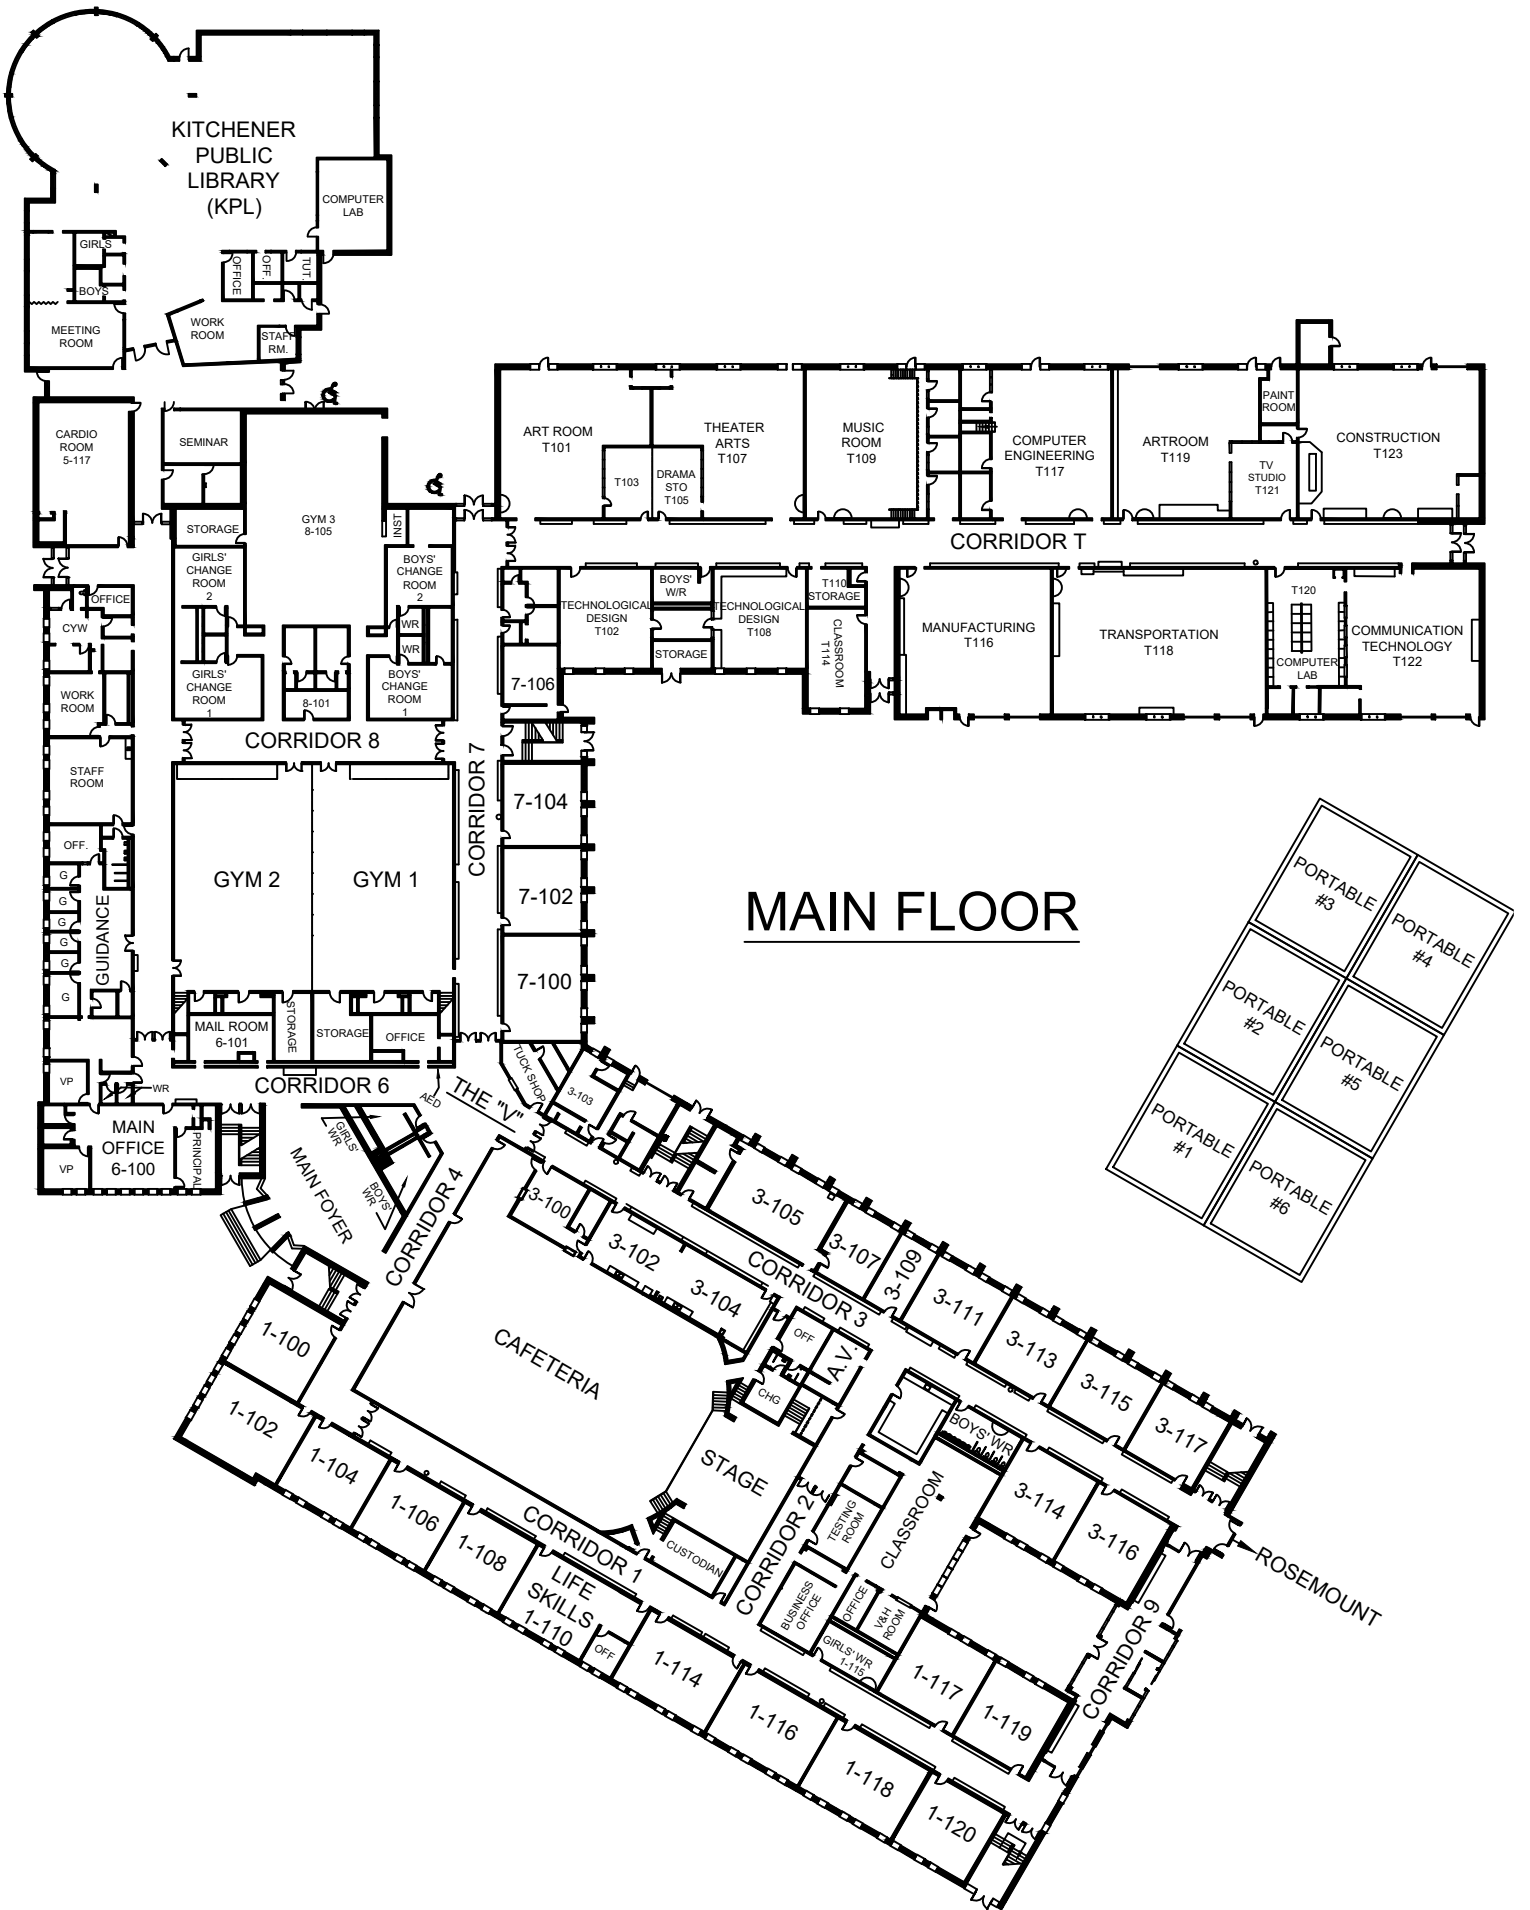 KITCHENER
PUBLIC
LIBRARY
(KPL)
COMPUTER
LAB
GIRLS
BOYS
OFFICE
OFF.
TUT.
MEETING
ROOM
WORK
ROOM
STAFF
RM.
CARDIO
ROOM
5-117
SEMINAR
STORAGE
GYM 3
8-105
INST
GIRLS'
CHANGE
ROOM
2
BOYS'
CHANGE
ROOM
2
WR
WR
GIRLS'
CHANGE
ROOM
1
8-101
BOYS'
CHANGE
ROOM
1
CORRIDOR 8
ART ROOM
T101
T103
THEATER
ARTS
T107
DRAMA
STO
T105
MUSIC
ROOM
T109
COMPUTER
ENGINEERING
T117
ARTROOM
T119
PAINT
ROOM
TV
STUDIO
T121
CONSTRUCTION
T123
CORRIDOR T
TECHNOLOGICAL
DESIGN
T102
BOYS'
W/R
STORAGE
TECHNOLOGICAL
DESIGN
T108
T110
STORAGE
CLASSROOM
T114
MANUFACTURING
T116
TRANSPORTATION
T118
T120
COMPUTER
LAB
COMMUNICATION
TECHNOLOGY
T122
OFFICE
CYW
WORK
ROOM
STAFF
ROOM
OFF.
G
G
G
G
G
G
GUIDANCE
VP
WR
MAIN
OFFICE
6-100
VP
PRINCIPAL
GYM 2
GYM 1
MAIL ROOM
6-101
STORAGE
STORAGE
OFFICE
CORRIDOR 6
AED
CORRIDOR 7
7-106
7-104
7-102
7-100
MAIN FLOOR
PORTABLE
#3
PORTABLE
#4
PORTABLE
#2
PORTABLE
#5
PORTABLE
#1
PORTABLE
#6
THE "V"
TUCK SHOP
3-103
GIRLS'
WR
BOYS'
WR
MAIN FOYER
CORRIDOR 4
3-100
3-102
3-104
3-105
3-107
3-109
3-111
3-113
3-115
3-117
CORRIDOR 3
OFF
A.V.
CHG
CAFETERIA
STAGE
CUSTODIAN
CORRIDOR 2
BOYS' WR
CLASSROOM
TESTING
ROOM
3-114
3-116
ROSEMOUNT
BUSINESS
OFFICE
OFFICE
V&H
ROOM
GIRLS' WR
1-115
CORRIDOR 9
1-100
1-102
1-104
1-106
1-108
CORRIDOR 1
LIFE
SKILLS
1-110
OFF
1-114
1-116
1-117
1-118
1-119
1-120